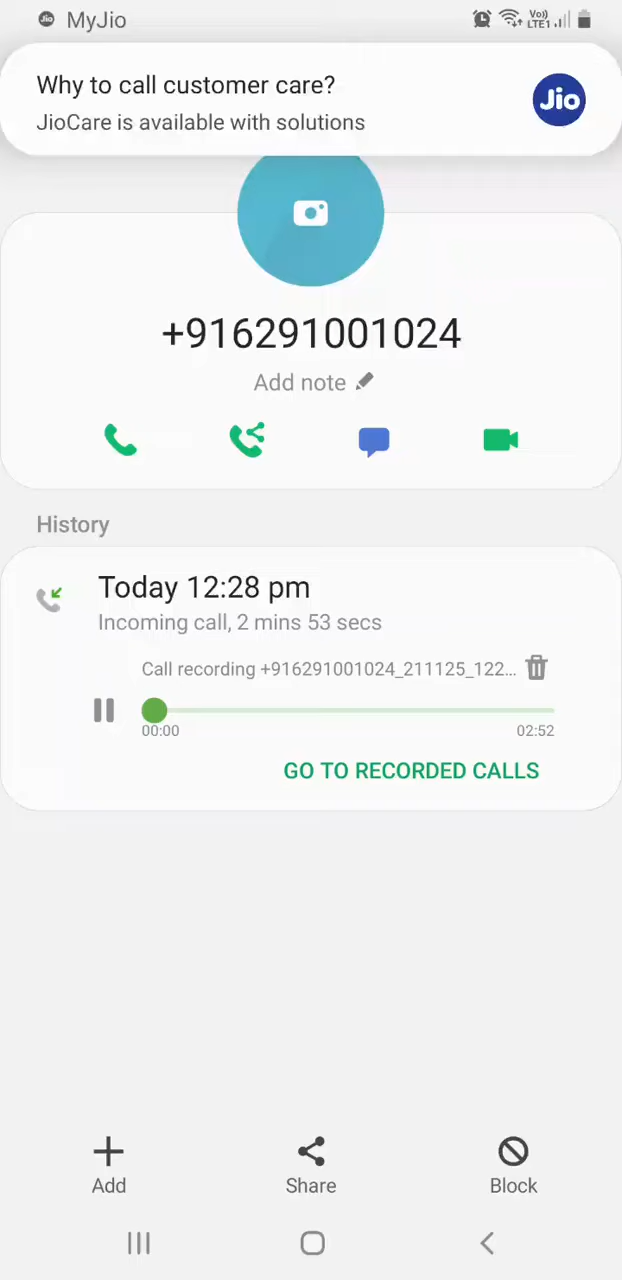 MyJio
Vo))
LTE1
Why to call customer care?
JioCare is available with solutions
Jio
+916291001024
Add note
History
Today 12:28 pm
Incoming call, 2 mins 53 secs
Call recording +916291001024_211125_122...
00:00
02:52
GO TO RECORDED CALLS
Add
Share
Block